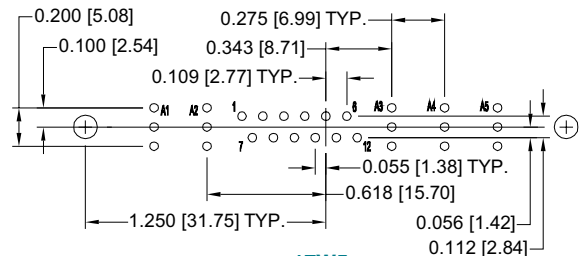 0.200 [5.08]
0.275 [6.99] TYP.
0.100 [2.54]
0.343 [8.71]
0.109 [2.77] TYP.
A1 A2 1 6 A3 A4 A5
7 12
0.055 [1.38] TYP.
0.618 [15.70]
1.250 [31.75] TYP.
0.056 [1.42]
0.112 [2.84]